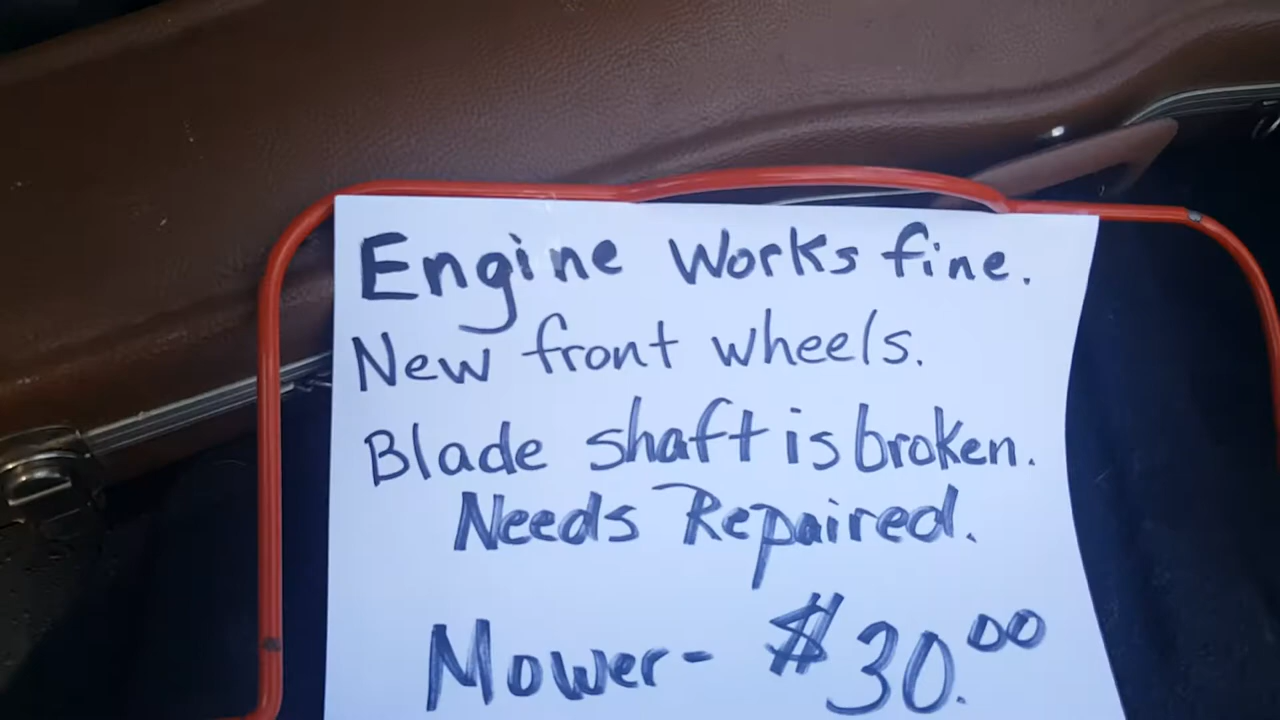 Engine Works fine.
New front wheels.
Blade shaft is broken.
Needs Repaired.
Mower - $30.00